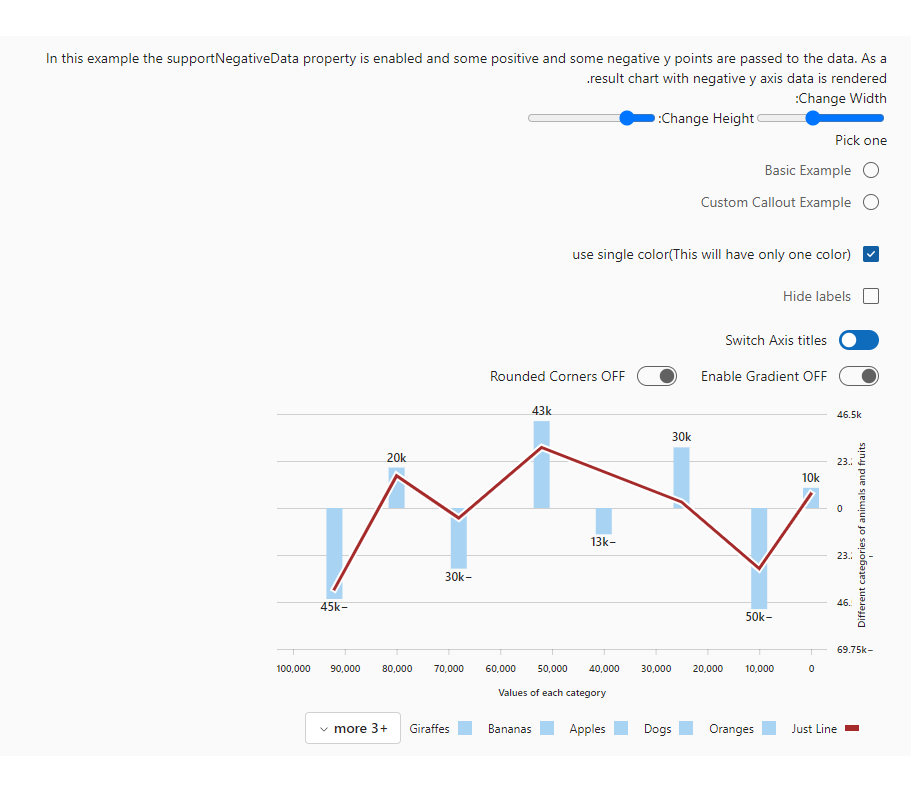 In this example the supportNegativeData property is enabled and some positive and some negative y points are passed to the data. As a
.result chart with negative y axis data is rendered
:Change Width
:Change Height
Pick one
Basic Example
Custom Callout Example
use single color(This will have only one color)
Hide labels
Switch Axis titles
Rounded Corners OFF
Enable Gradient OFF
43k
46.5k
30k
20k
10k
0
13k–
30k–
45k–
50k–
Different categories of animals and fruits
69.75k–
100,000 90,000 80,000 70,000 60,000 50,000 40,000 30,000 20,000 10,000 0
Values of each category
more 3+ Giraffes Bananas Apples Dogs Oranges Just Line